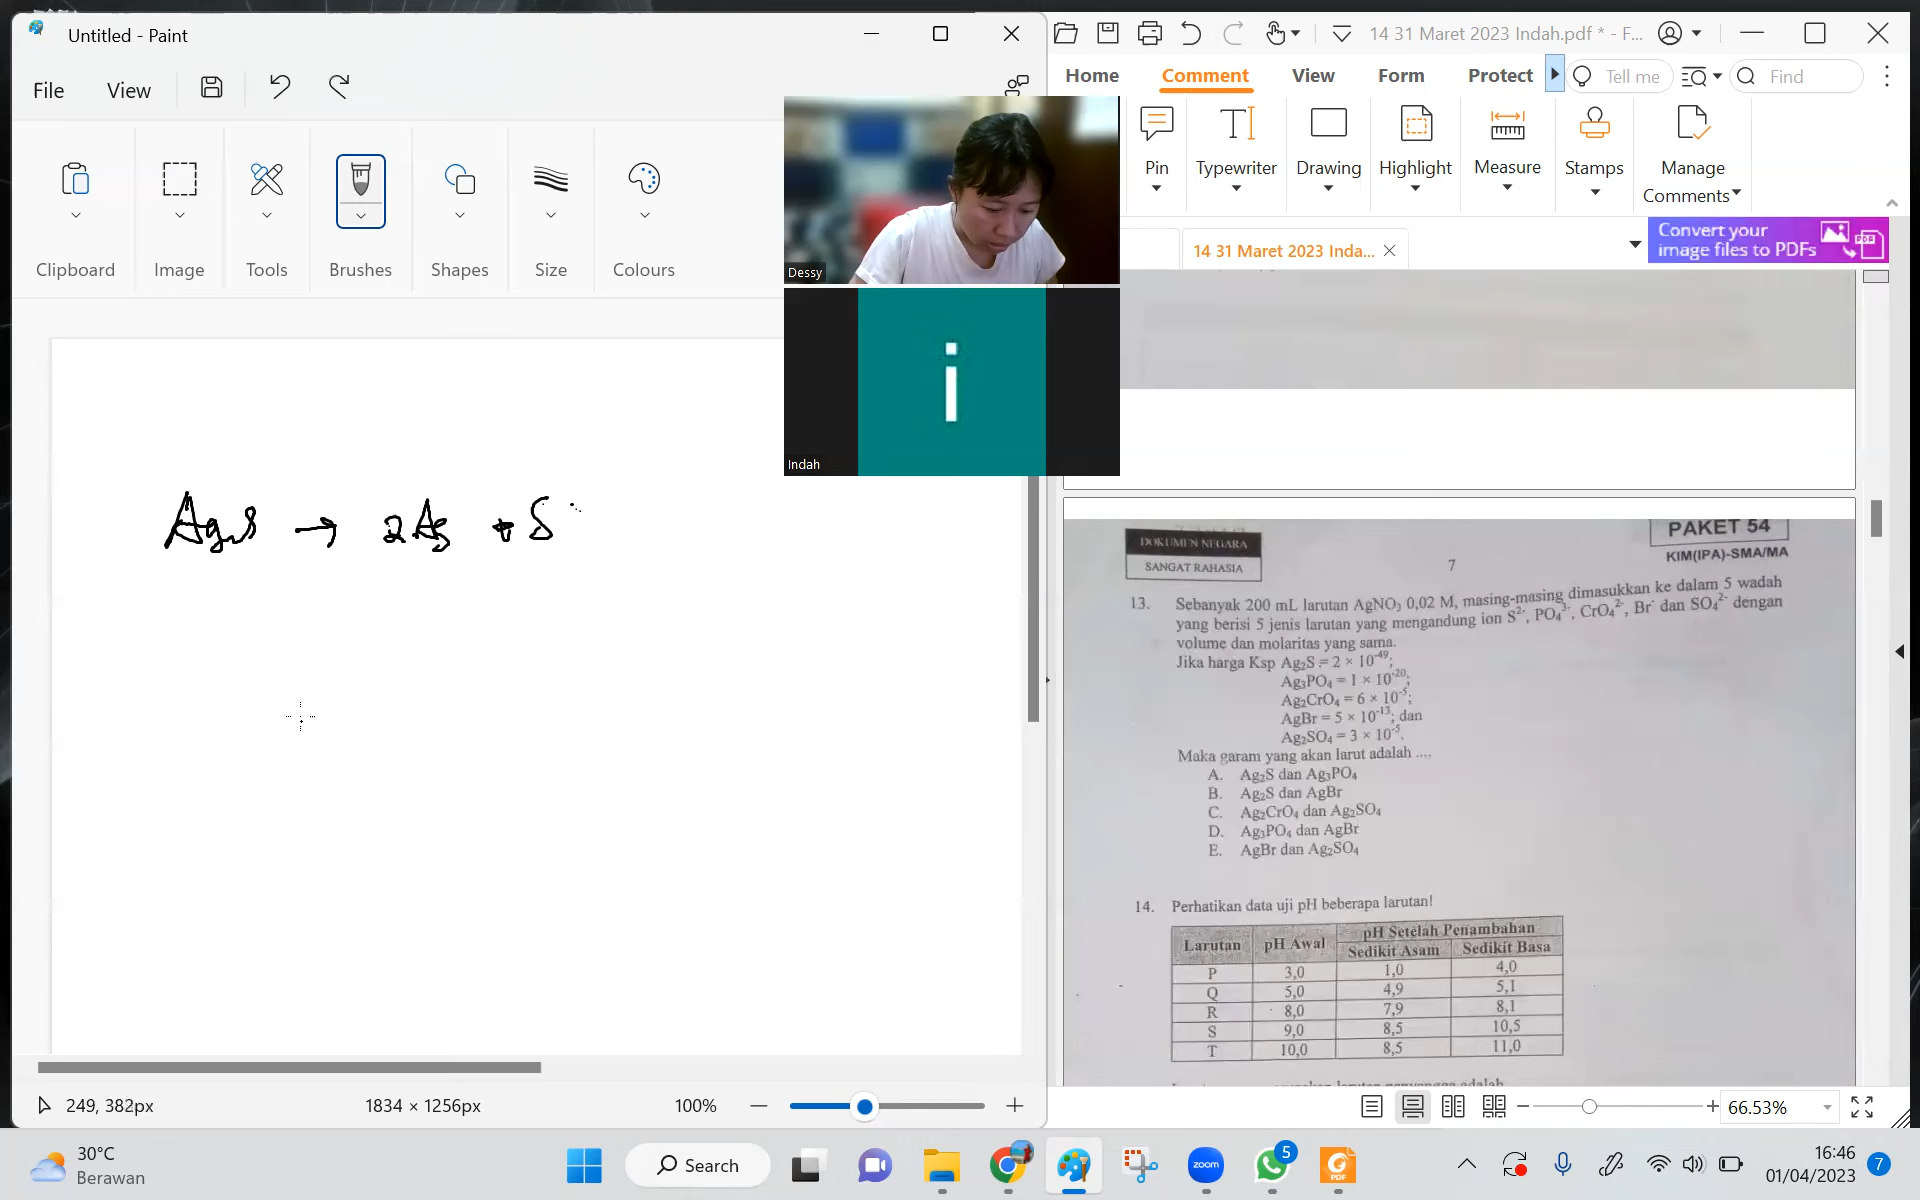 Untitled - Paint
File
View
Clipboard
Image
Tools
Brushes
Shapes
Size
Colours
Ag₂S → 2Ag + S
249, 382px
1834 × 1256px
100%
Dessy
i
Indah
14 31 Maret 2023 Indah.pdf * - F...
Home
Comment
View
Form
Protect
Tell me
Find
Pin
Typewriter
Drawing
Highlight
Measure
Stamps
Manage
Comments
14 31 Maret 2023 Inda...
Convert your
image files to PDFs
PDF
DOKUMEN NEGARA
SANGAT RAHASIA
7
PAKET 54
KIM(IPA)-SMA/MA
13. Sebanyak 200 mL larutan AgNO₃ 0,02 M, masing-masing dimasukkan ke dalam 5 wadah
yang berisi 5 jenis larutan yang mengandung ion S²⁻, PO₄³⁻, CrO₄²⁻, Br⁻ dan SO₄²⁻ dengan
volume dan molaritas yang sama.
Jika harga Ksp Ag₂S = 2 × 10⁻⁴⁹;
Ag₃PO₄ = 1 × 10⁻²⁰;
Ag₂CrO₄ = 6 × 10⁻⁵;
AgBr = 5 × 10⁻¹³; dan
Ag₂SO₄ = 3 × 10⁻⁵.
Maka garam yang akan larut adalah ....
A. Ag₂S dan Ag₃PO₄
B. Ag₂S dan AgBr
C. Ag₂CrO₄ dan Ag₂SO₄
D. Ag₃PO₄ dan AgBr
E. AgBr dan Ag₂SO₄
14. Perhatikan data uji pH beberapa larutan!
Larutan pH Awal pH Setelah Penambahan
Sedikit Asam Sedikit Basa
P 3,0 1,0 4,0
Q 5,0 4,9 5,1
R 8,0 7,9 8,1
S 9,0 8,5 10,5
T 10,0 8,5 11,0
larutan penyangga adalah
66.53%
30°C
Berawan
Search
zoom
5
PDF
16:46
01/04/2023
7